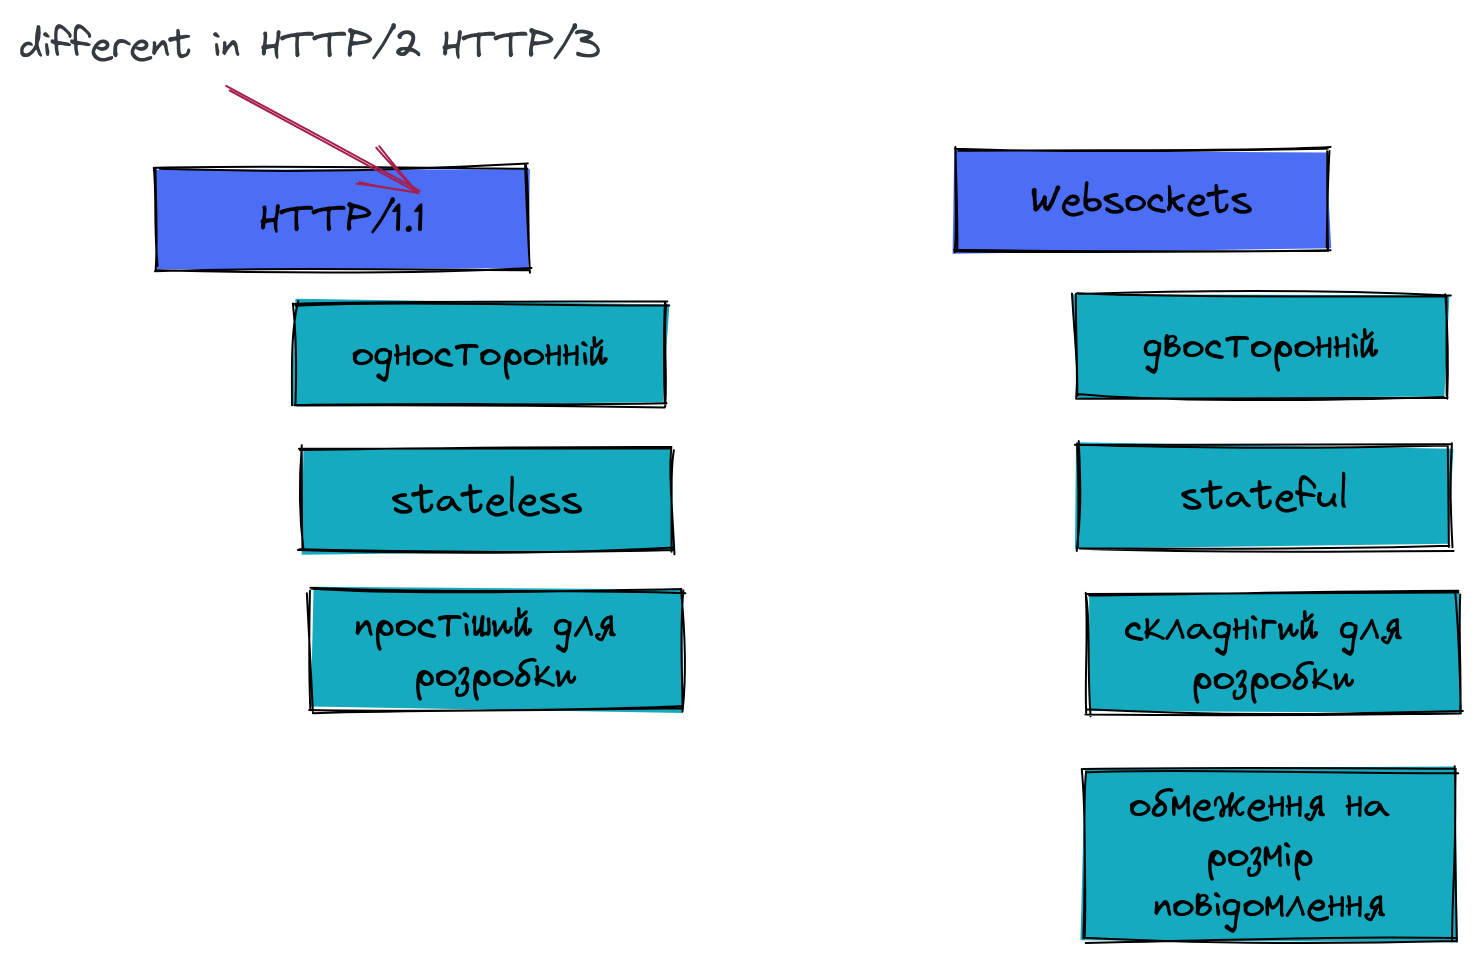 different in HTTP/2 HTTP/3
HTTP/1.1
односторонній
stateless
простіший для
розробки
Websockets
двосторонній
stateful
складнігий для
розробки
обмеження на
розмір
повідомлення